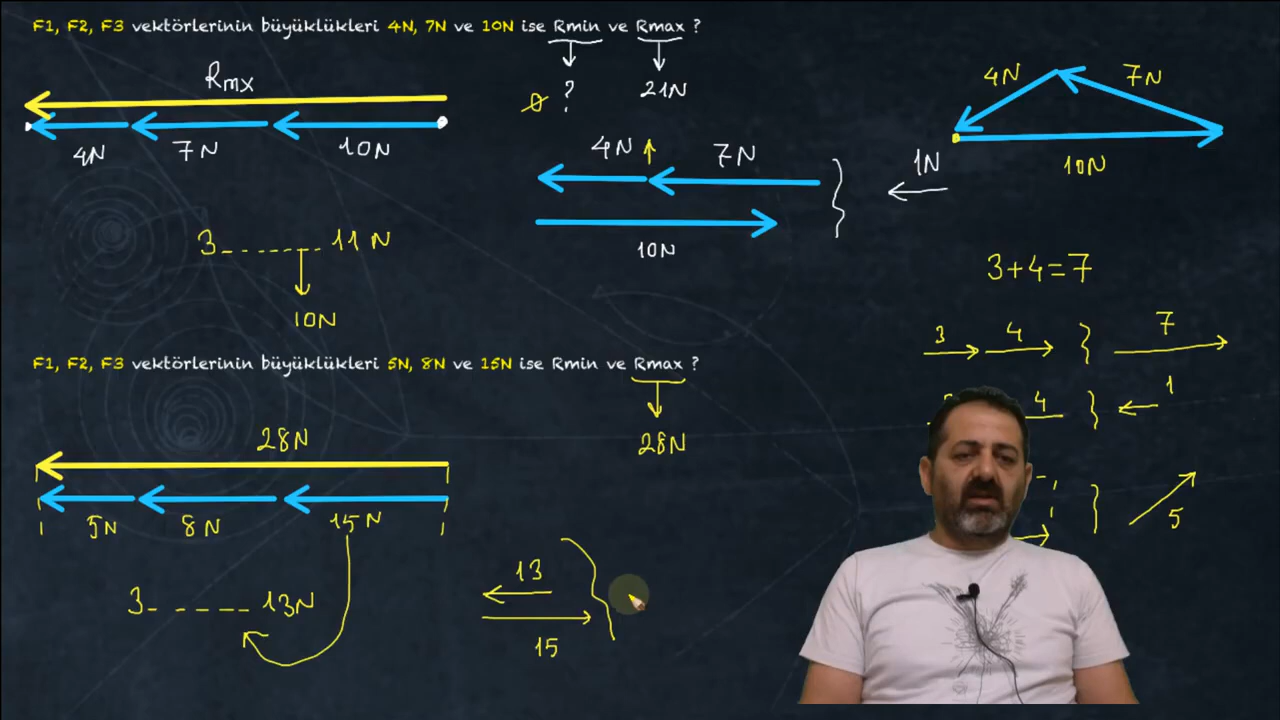 F1, F2, F3 vektörlerinin büyüklükleri 4N, 7N ve 10N ise Rmin ve Rmax ?
Rmx
4N 7N 10N
? 21N
4N 7N
10N
1N
4N 7N
10N
3 ------ 11N
10N
3+4=7
3 4 } 7
4 } 1
} 5
F1, F2, F3 vektörlerinin büyüklükleri 5N, 8N ve 15N ise Rmin ve Rmax ?
28N
28N
5N 8N 15N
3 ----- 13N
13
15